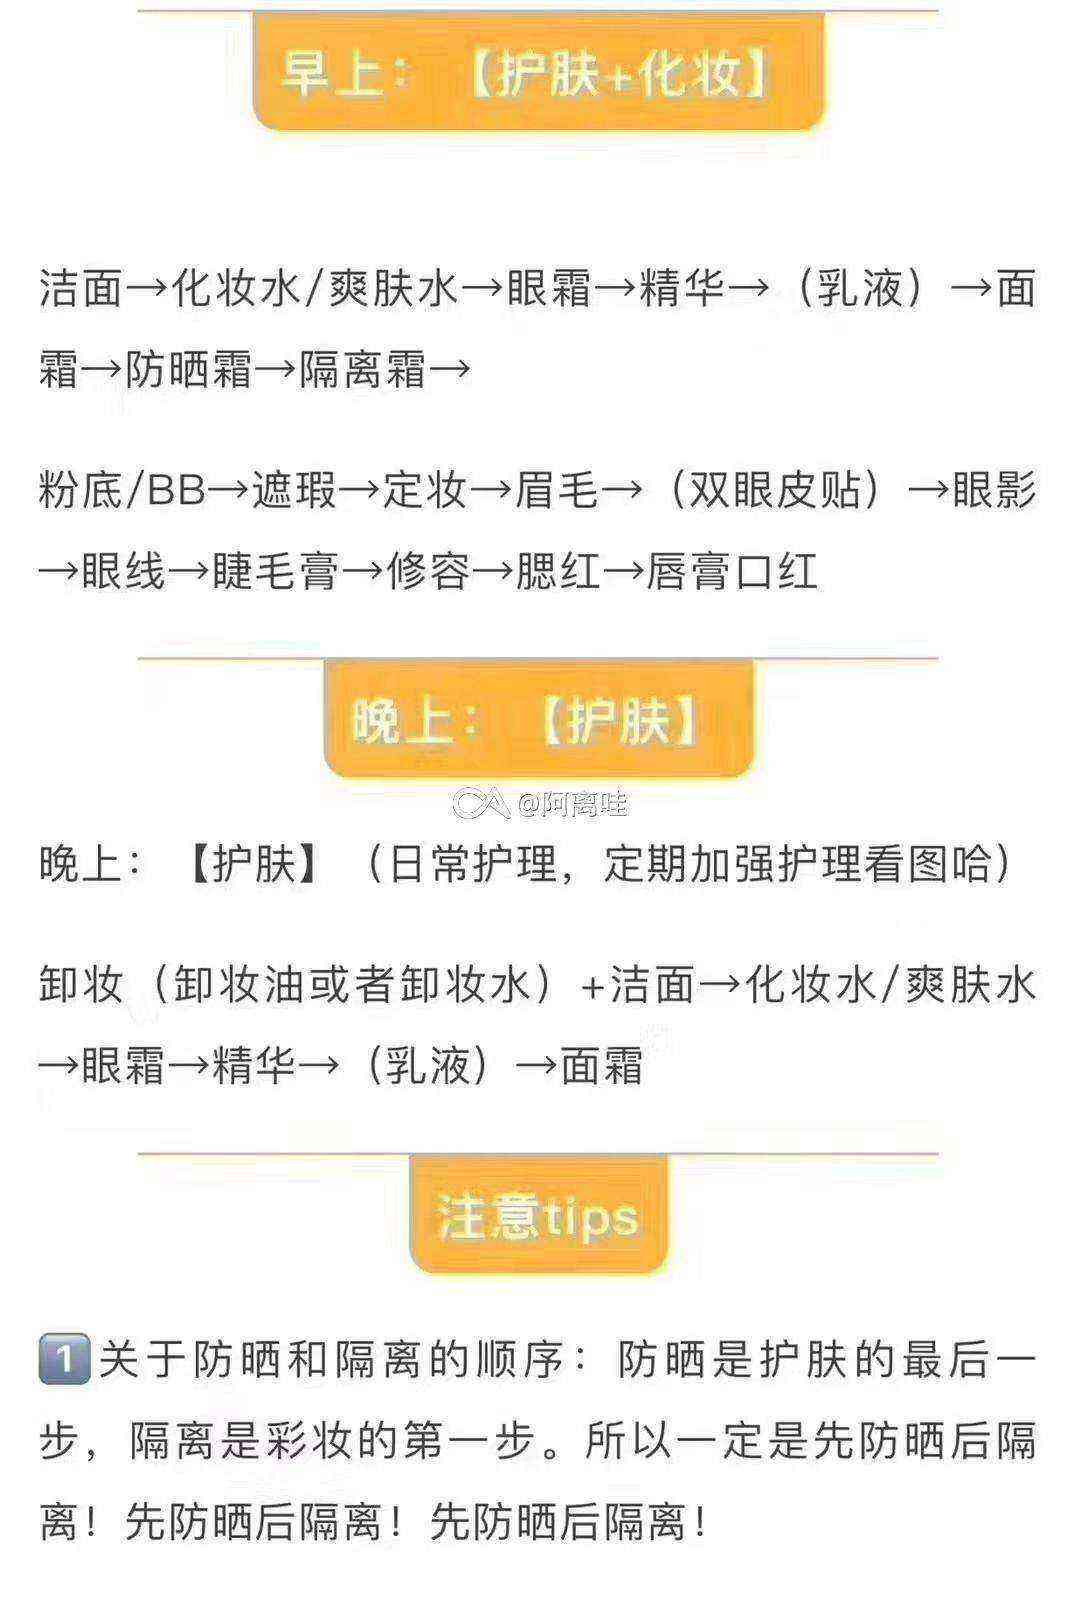 早上：【护肤+化妆】
洁面→化妆水/爽肤水→眼霜→精华→（乳液）→面
霜→防晒霜→隔离霜→
粉底/BB→遮瑕→定妆→眉毛→（双眼皮贴）→眼影
→眼线→睫毛膏→修容→腮红→唇膏口红
晚上：【护肤】
@阿离哇
晚上：【护肤】（日常护理，定期加强护理看图哈）
卸妆（卸妆油或者卸妆水）+洁面→化妆水/爽肤水
→眼霜→精华→（乳液）→面霜
注意tips
1关于防晒和隔离的顺序：防晒是护肤的最后一
步，隔离是彩妆的第一步。所以一定是先防晒后隔
离！先防晒后隔离！先防晒后隔离！